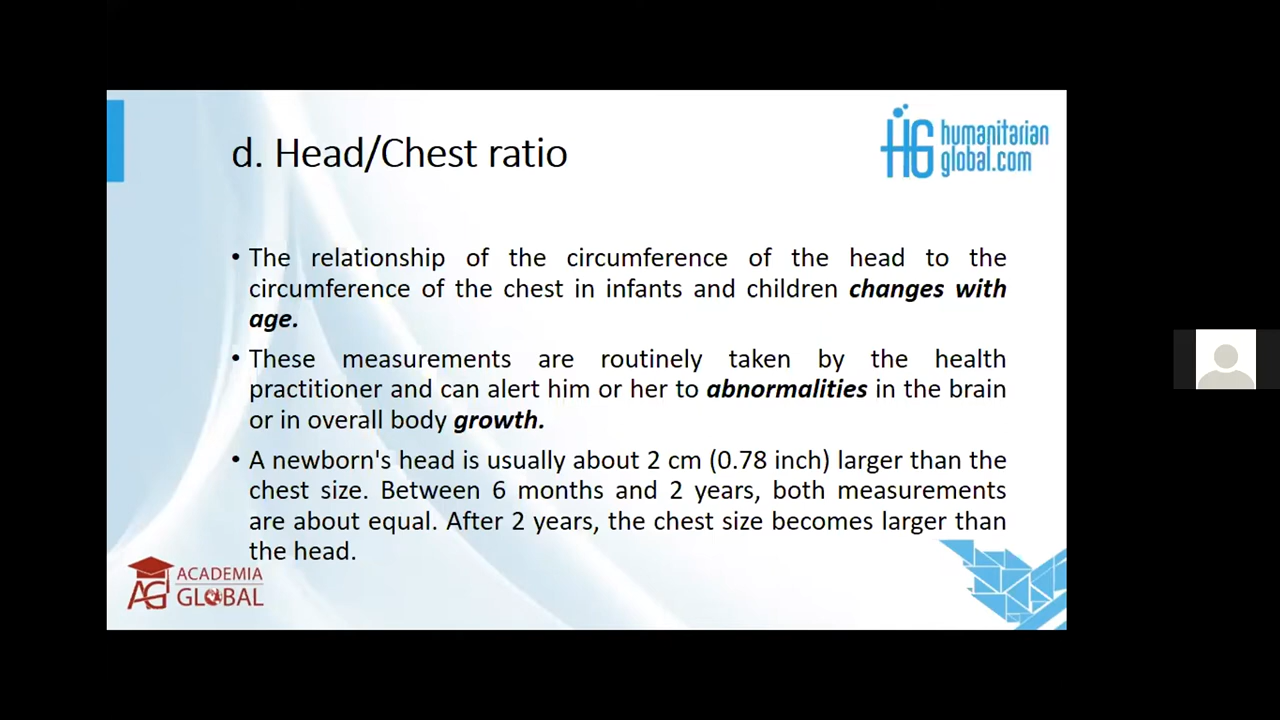 d. Head/Chest ratio
HG humanitarian
global.com
• The relationship of the circumference of the head to the
circumference of the chest in infants and children changes with
age.
• These measurements are routinely taken by the health
practitioner and can alert him or her to abnormalities in the brain
or in overall body growth.
• A newborn's head is usually about 2 cm (0.78 inch) larger than the
chest size. Between 6 months and 2 years, both measurements
are about equal. After 2 years, the chest size becomes larger than
the head.
AG ACADEMIA
GLOBAL